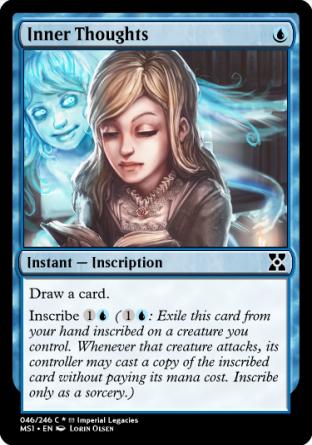 Inner Thoughts
Instant — Inscription
Draw a card.
Inscribe 1 (1: Exile this card from
your hand inscribed on a creature you
control. Whenever that creature attacks, its
controller may cast a copy of the inscribed
card without paying its mana cost. Inscribe
only as a sorcery.)
046/246 C * Imperial Legacies
MSI • EN Lorin Olsen